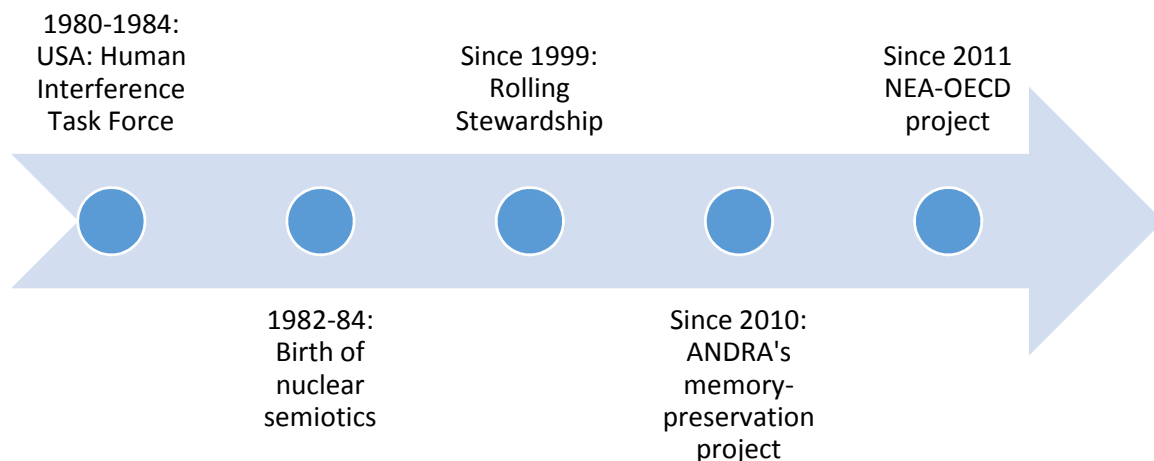 1980-1984:
USA: Human
Interference
Task Force
1982-84:
Birth of
nuclear
semiotics
Since 1999:
Rolling
Stewardship
Since 2010:
ANDRA's
memory-
preservation
project
Since 2011
NEA-OECD
project